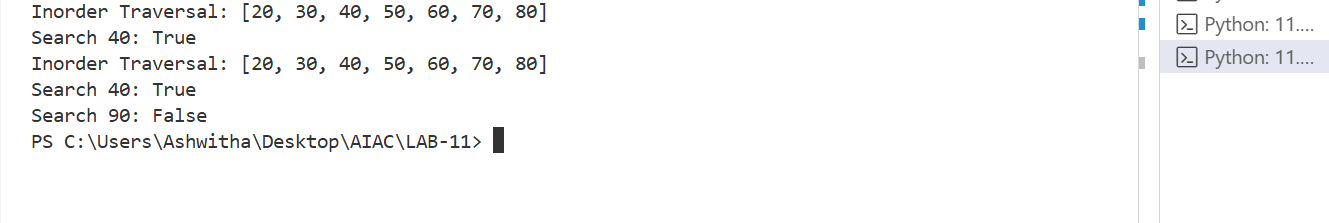 Inorder Traversal: [20, 30, 40, 50, 60, 70, 80]
Search 40: True
Inorder Traversal: [20, 30, 40, 50, 60, 70, 80]
Search 40: True
Search 90: False
PS C:\Users\Ashwitha\Desktop\AIAC\LAB-11>
Python: 11....
Python: 11....